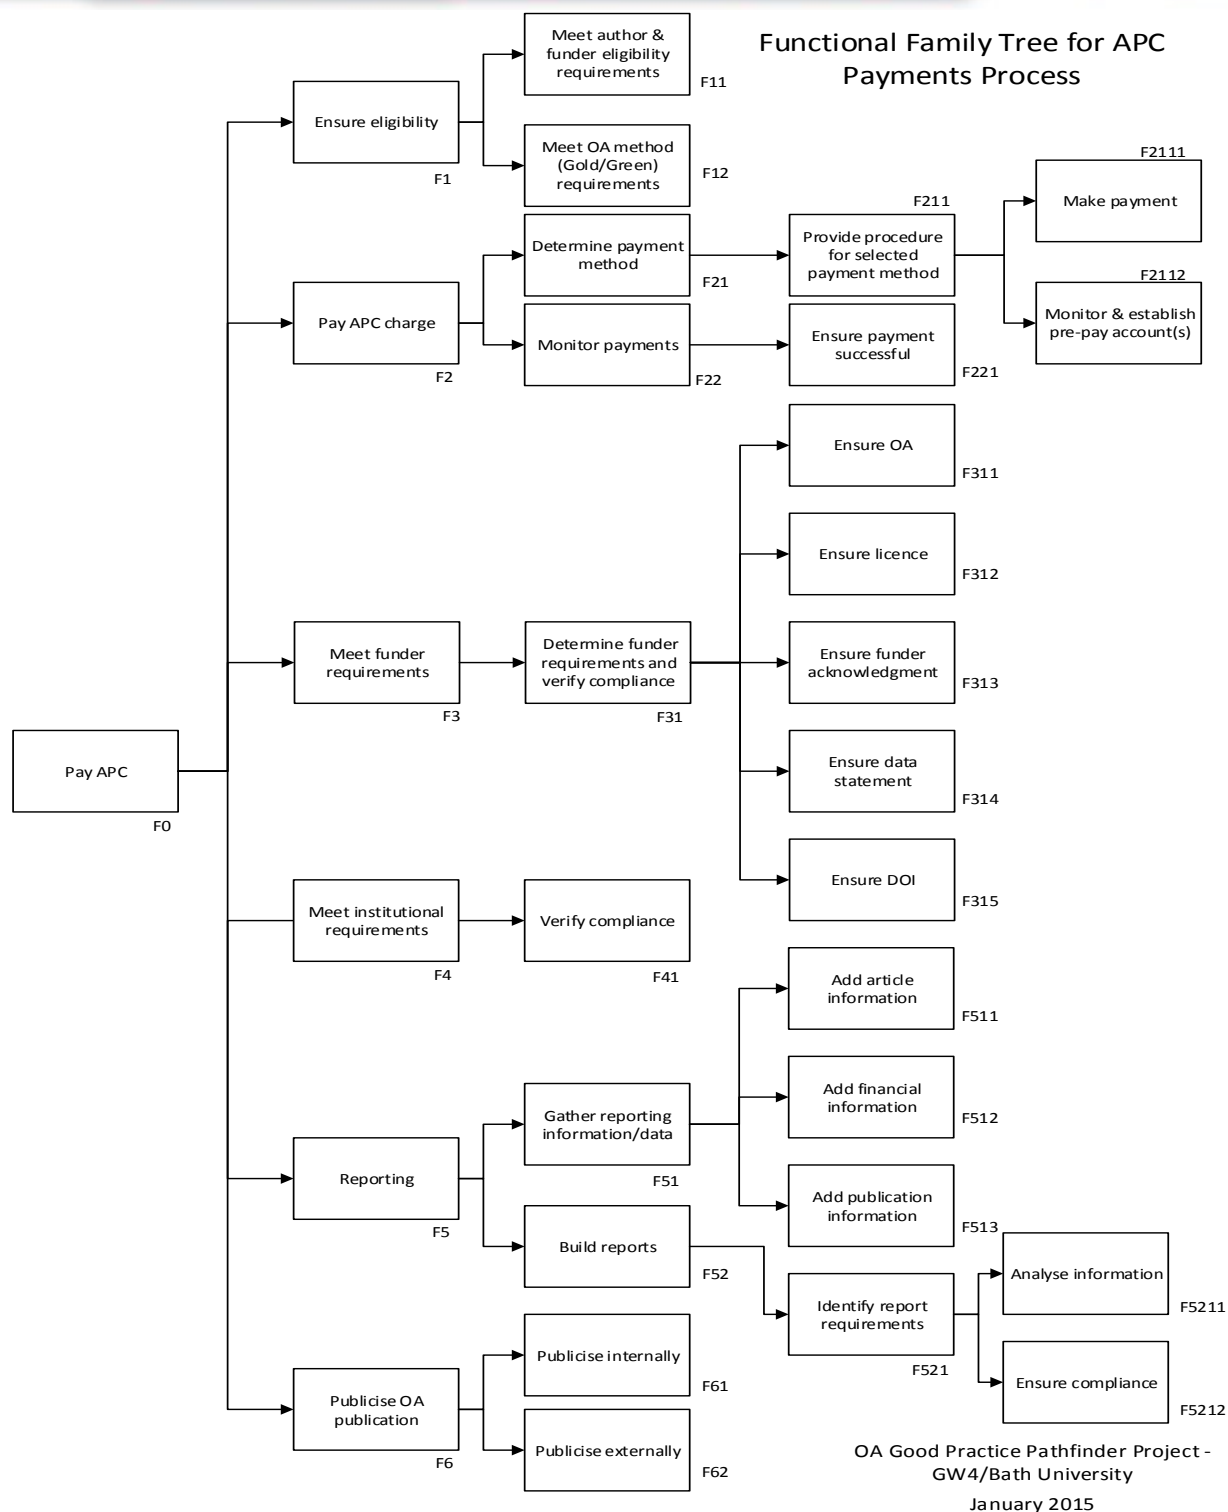 Functional Family Tree for APC
Payments Process
Meet author &
funder eligibility
requirements
F11
Ensure eligibility
F1
Meet OA method
(Gold/Green)
requirements
F12
F2111
Make payment
F211
Determine payment
method
F21
Provide procedure
for selected
payment method
F2112
Monitor & establish
pre-pay account(s)
Pay APC charge
F2
Monitor payments
F22
Ensure payment
successful
F221
Ensure OA
F311
Ensure licence
F312
Meet funder
requirements
F3
Determine funder
requirements and
verify compliance
F31
Ensure funder
acknowledgment
F313
Pay APC
F0
Ensure data
statement
F314
Ensure DOI
F315
Meet institutional
requirements
F4
Verify compliance
F41
Add article
information
F511
Gather reporting
information/data
F51
Add financial
information
F512
Reporting
F5
Add publication
information
F513
Build reports
F52
Identify report
requirements
F521
Analyse information
F5211
Ensure compliance
F5212
Publicise OA
publication
F6
Publicise internally
F61
Publicise externally
F62
OA Good Practice Pathfinder Project -
GW4/Bath University
January 2015